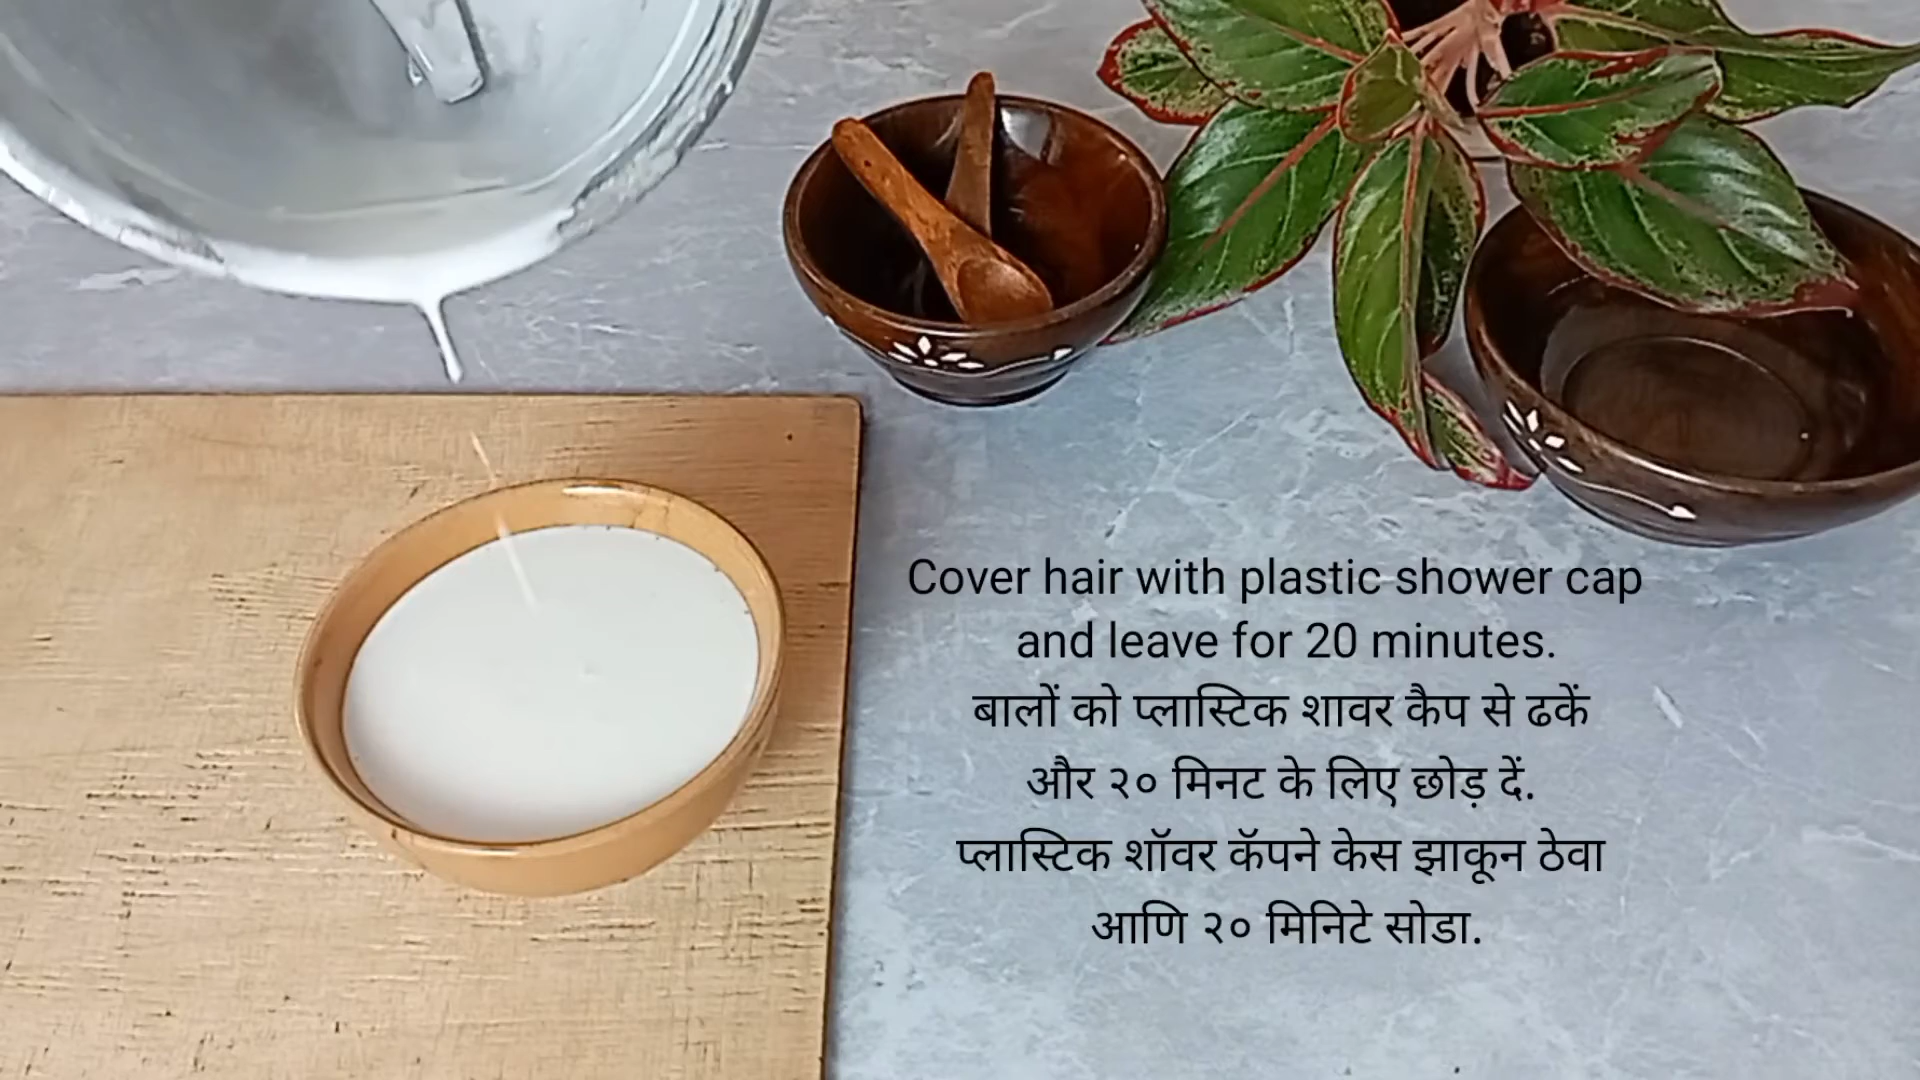 Cover hair with plastic shower cap
and leave for 20 minutes.
बालों को प्लास्टिक शावर कैप से ढकें
और २० मिनट के लिए छोड़ दें.
प्लास्टिक शॉवर कॅपने केस झाकून ठेवा
आणि २० मिनिटे सोडा.